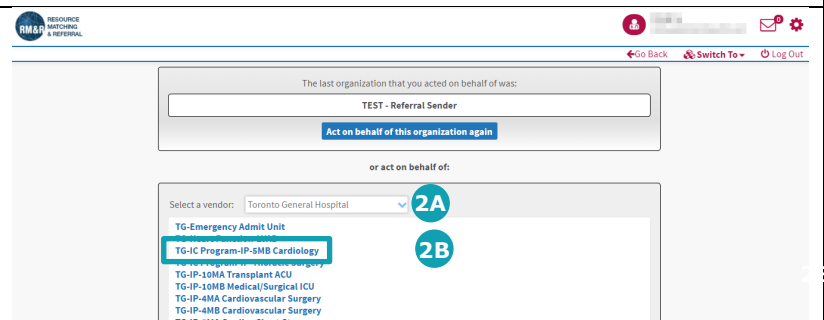 RM&R
RESOURCE
MATCHING
& REFERRAL
0
Go Back
Switch To
Log Out
The last organization that you acted on behalf of was:
TEST - Referral Sender
Act on behalf of this organization again
or act on behalf of:
Select a vendor: Toronto General Hospital
2A
TG-Emergency Admit Unit
2B
TG-IC Program-IP-5MB Cardiology
TG-IP-10MA Transplant ACU
TG-IP-10MB Medical/Surgical ICU
TG-IP-4MA Cardiovascular Surgery
TG-IP-4MB Cardiovascular Surgery